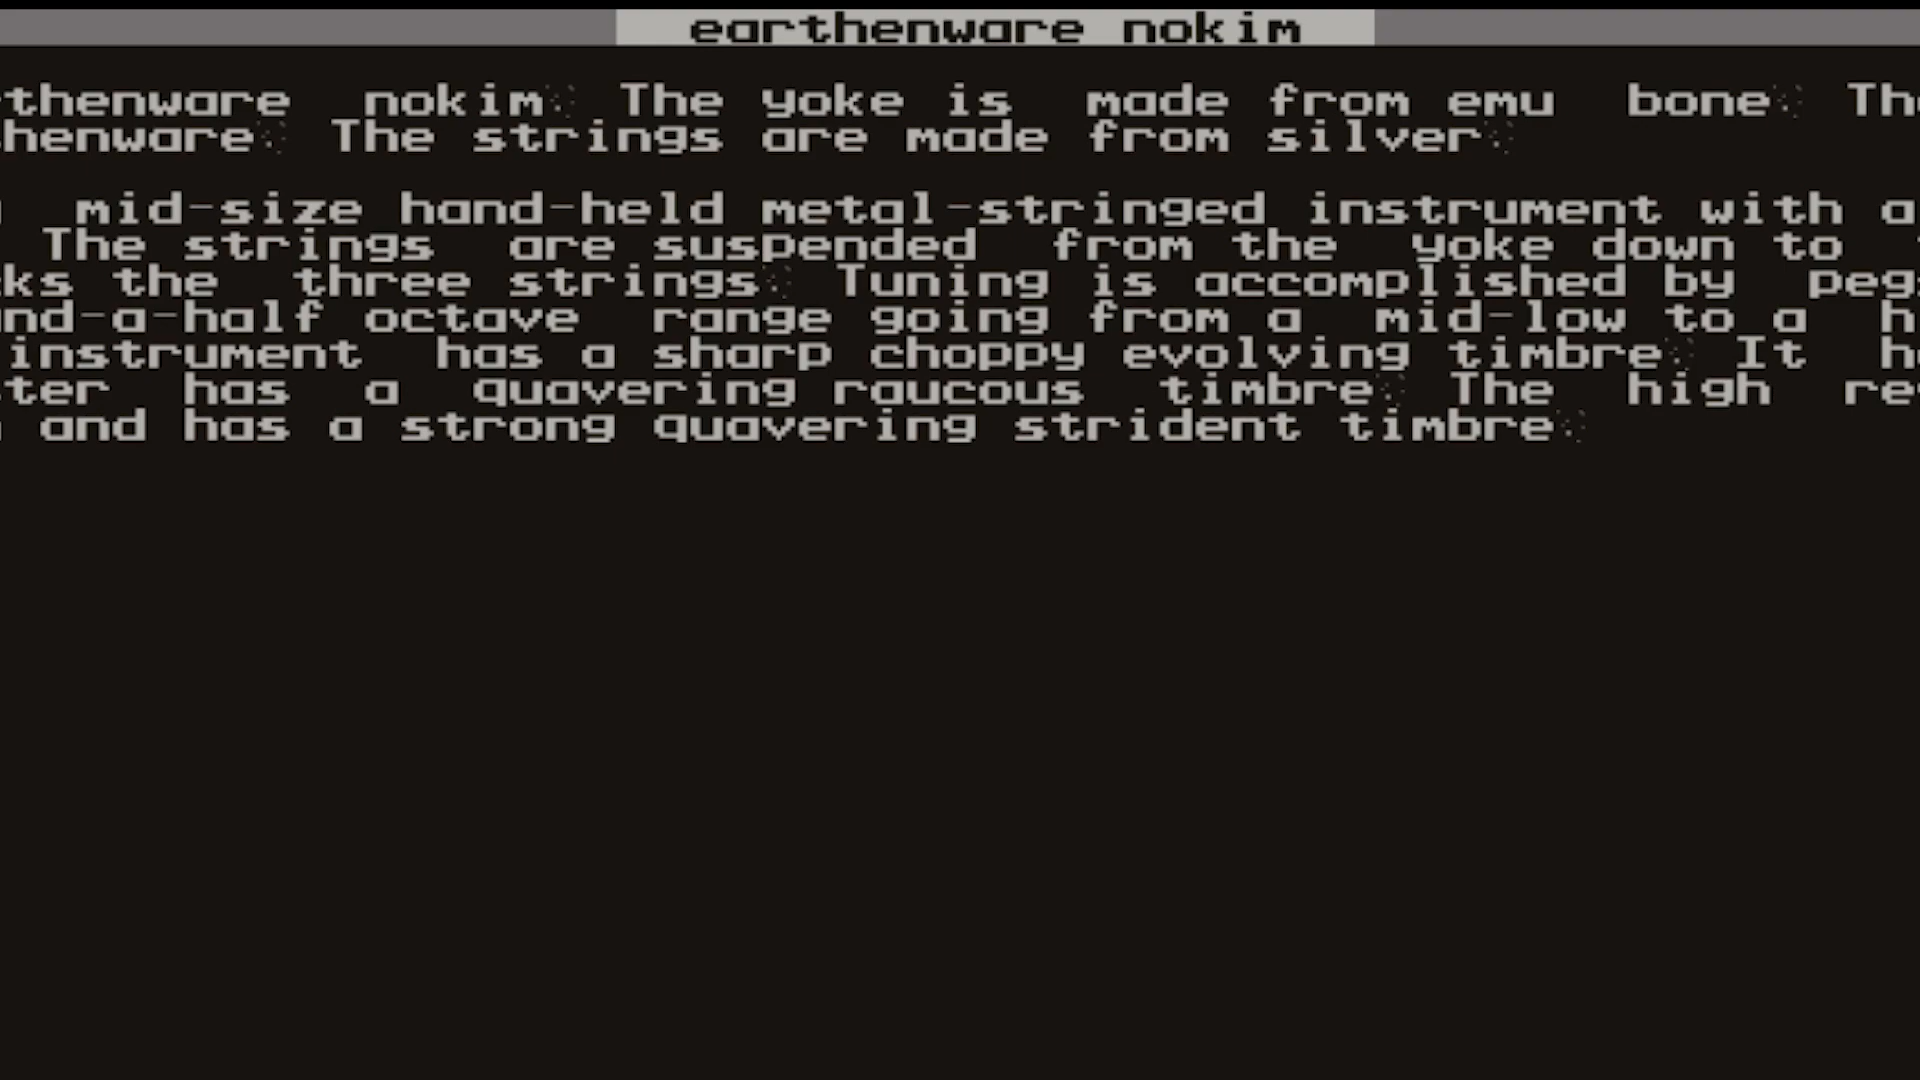 earthenware nokim
thenware nokim. The yoke is made from emu bone. The
henware. The strings are made from silver.
mid-size hand-held metal-stringed instrument with a
The strings are suspended from the yoke down to
ks the three strings. Tuning is accomplished by pegs
nd-a-half octave range going from a mid-low to a h
instrument has a sharp choppy evolving timbre. It ha
ter has a quavering raucous timbre. The high re
and has a strong quavering strident timbre.